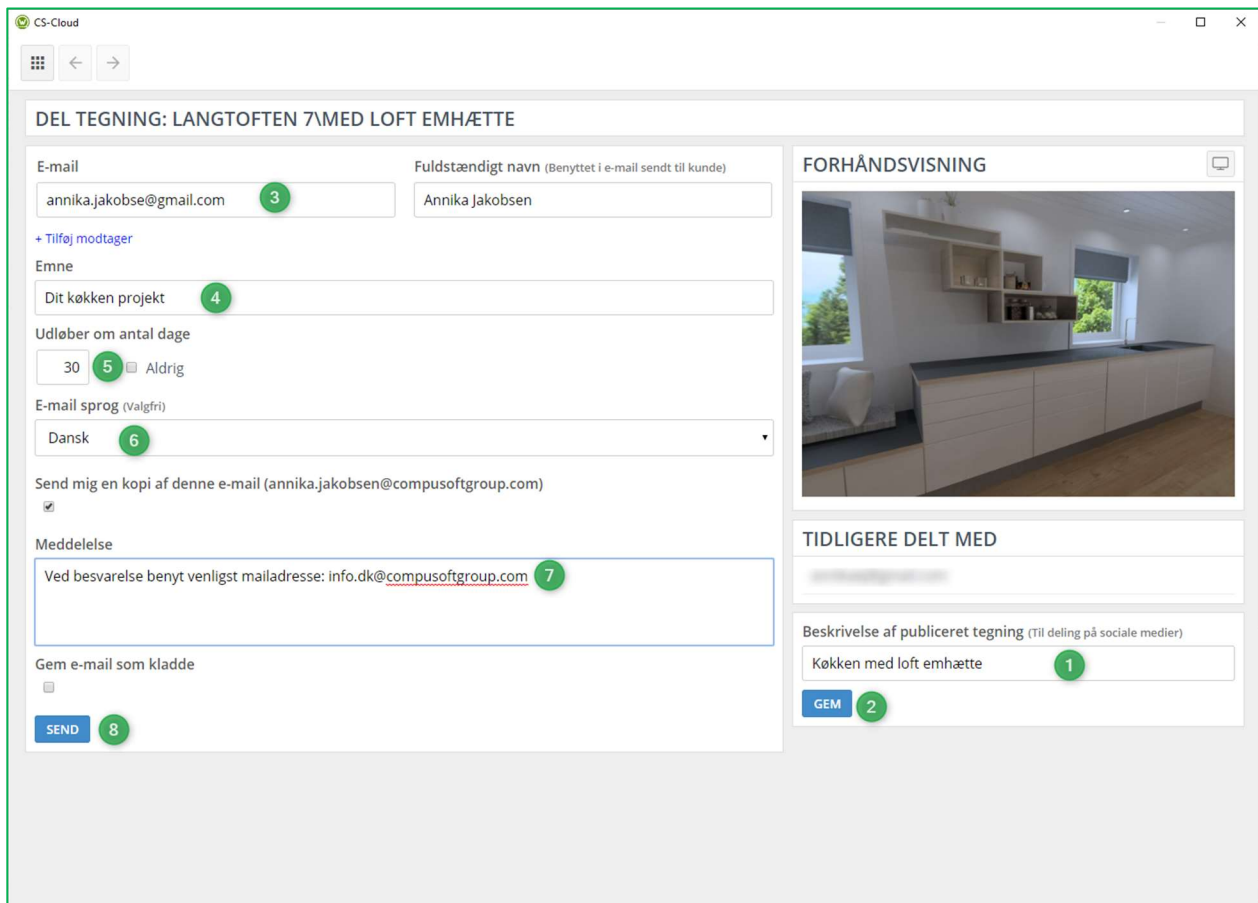 CS-Cloud
DEL TEGNING: LANGTOFTEN 7\MED LOFT EMHÆTTE
E-mail
annika.jakobse@gmail.com
3
Fuldstændigt navn (Benyttet i e-mail sendt til kunde)
Annika Jakobsen
+ Tilføj modtager
Emne
Dit køkken projekt
4
Udløber om antal dage
30
5
Aldrig
E-mail sprog (Valgfri)
Dansk
6
Send mig en kopi af denne e-mail (annika.jakobsen@compusoftgroup.com)
Meddelelse
Ved besvarelse benyt venligst mailadresse: info.dk@compusoftgroup.com
7
Gem e-mail som kladde
SEND
8
FORHÅNDSVISNING
TIDLIGERE DELT MED
Beskrivelse af publiceret tegning (Til deling på sociale medier)
Køkken med loft emhætte
1
GEM
2